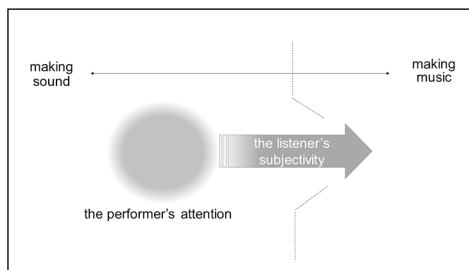 making
sound
making
music
the listener's
subjectivity
the performer's attention